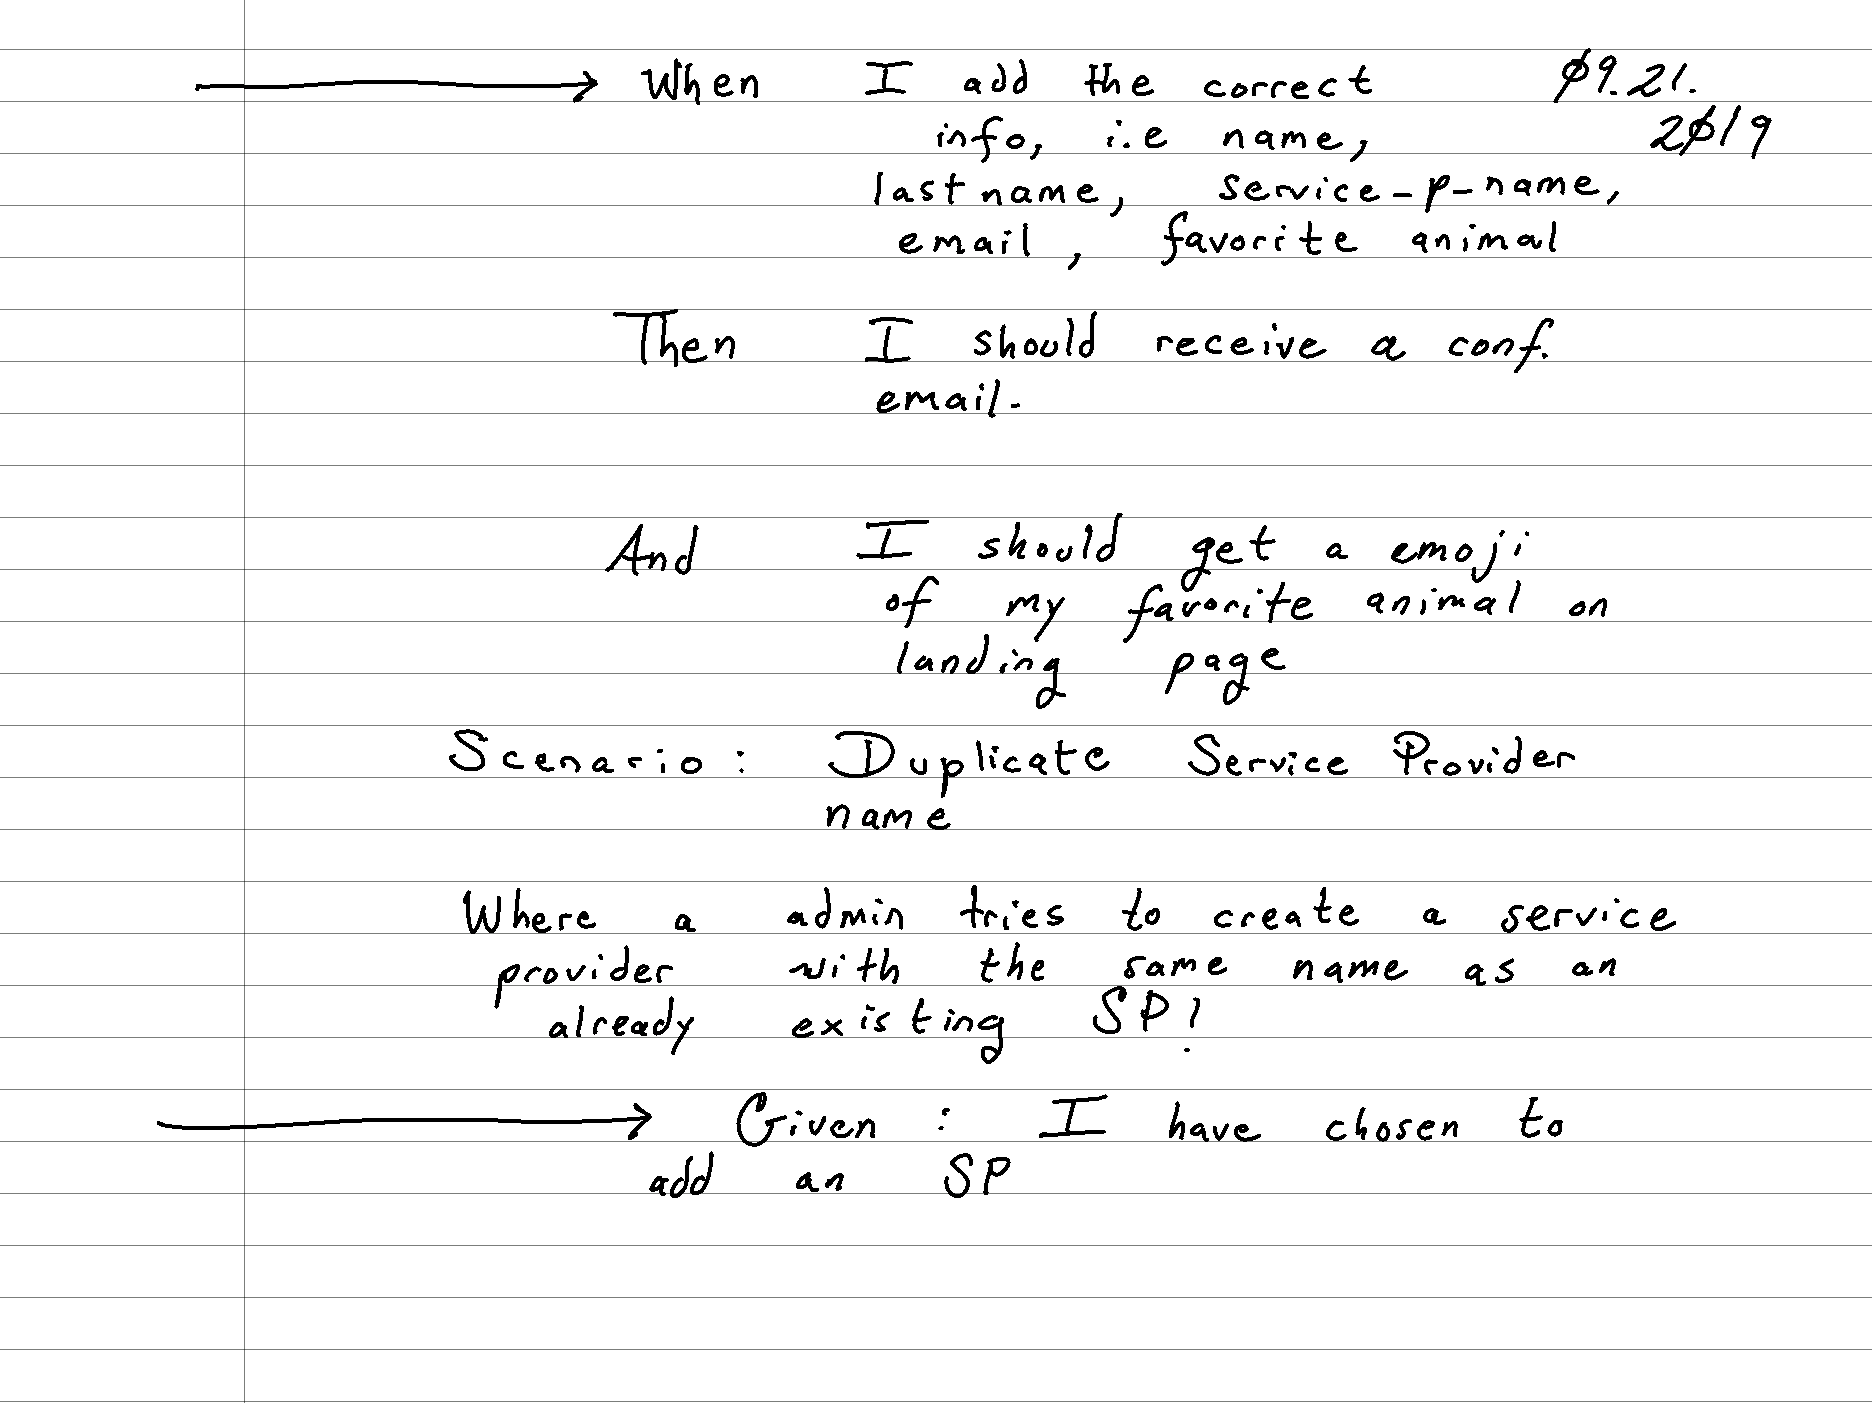 → When I add the correct ø9.21.
info, i.e name, 2ø19
last name, service-p-name,
email, favorite animal
Then I should receive a conf.
email.
And I should get a emoji
of my favorite animal on
landing page
Scenario: Duplicate Service Provider
name
Where a admin tries to create a service
provider with the same name as an
already existing SP!
→ Given: I have chosen to
add an SP